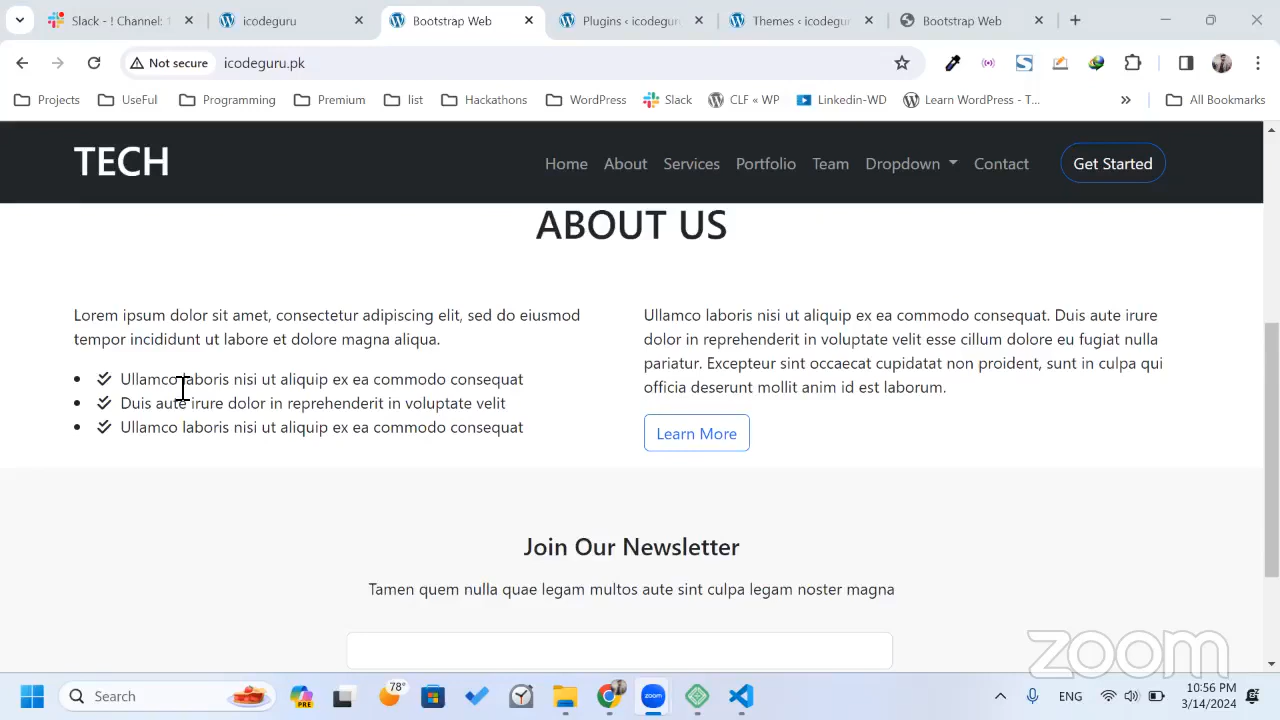 Slack - ! Channel: 1
icodeguru
Bootstrap Web
Plugins ‹ icodegu
Themes ‹ icodegu
Bootstrap Web
Not secure
icodeguru.pk
Projects
UseFul
Programming
Premium
list
Hackathons
WordPress
Slack
CLF « WP
Linkedin-WD
Learn WordPress - T...
All Bookmarks
TECH
Home
About
Services
Portfolio
Team
Dropdown
Contact
Get Started
ABOUT US
Lorem ipsum dolor sit amet, consectetur adipiscing elit, sed do eiusmod
tempor incididunt ut labore et dolore magna aliqua.
Ullamco laboris nisi ut aliquip ex ea commodo consequat
Duis aute irure dolor in reprehenderit in voluptate velit
Ullamco laboris nisi ut aliquip ex ea commodo consequat
Ullamco laboris nisi ut aliquip ex ea commodo consequat. Duis aute irure
dolor in reprehenderit in voluptate velit esse cillum dolore eu fugiat nulla
pariatur. Excepteur sint occaecat cupidatat non proident, sunt in culpa qui
officia deserunt mollit anim id est laborum.
Learn More
Join Our Newsletter
Tamen quem nulla quae legam multos aute sint culpa legam noster magna
zoom
Search
PRE
78°
zoom
ENG
10:56 PM
3/14/2024